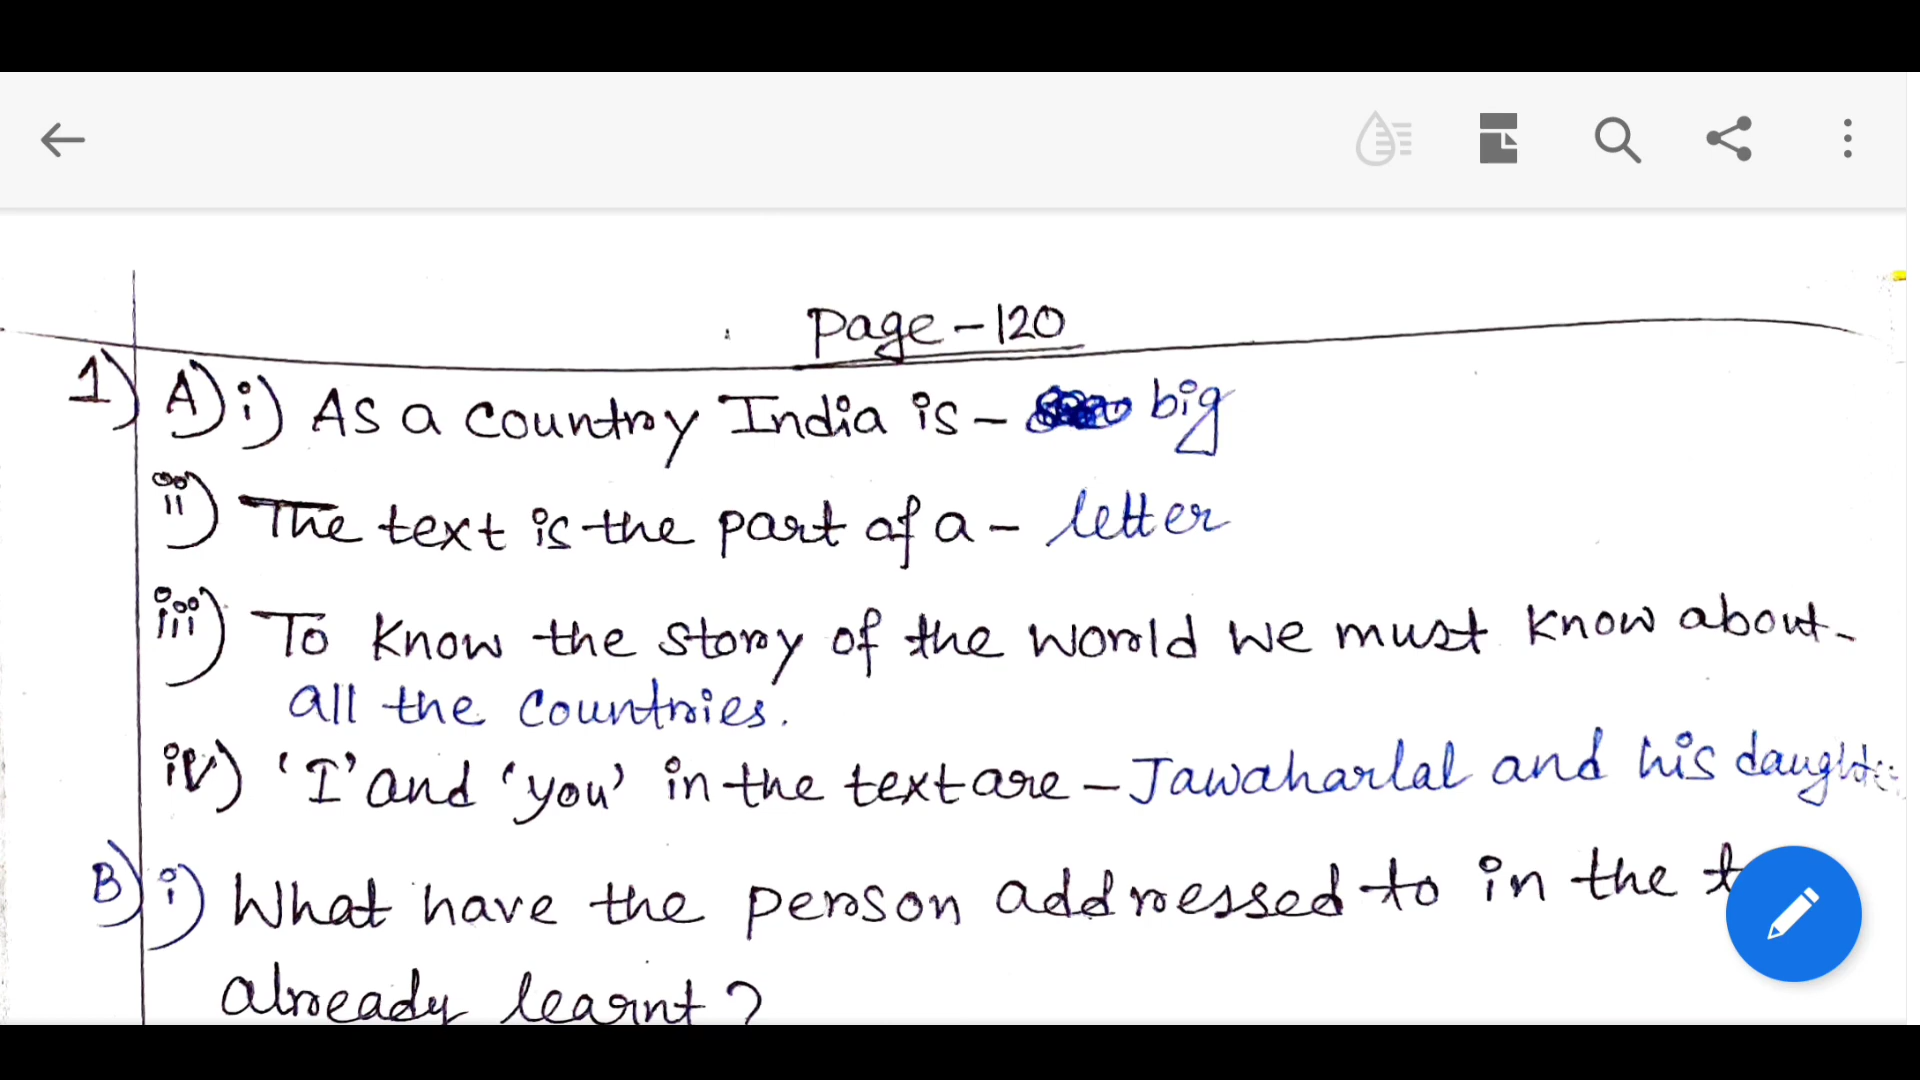 Page-120
1) A) i) As a country India is - big
ii) The text is the part of a - letter
iii) To know the story of the world we must know about-
all the countries.
iv) 'I' and 'you' in the text are - Jawaharlal and his
B) i) What have the person addressed to in the
already learnt?